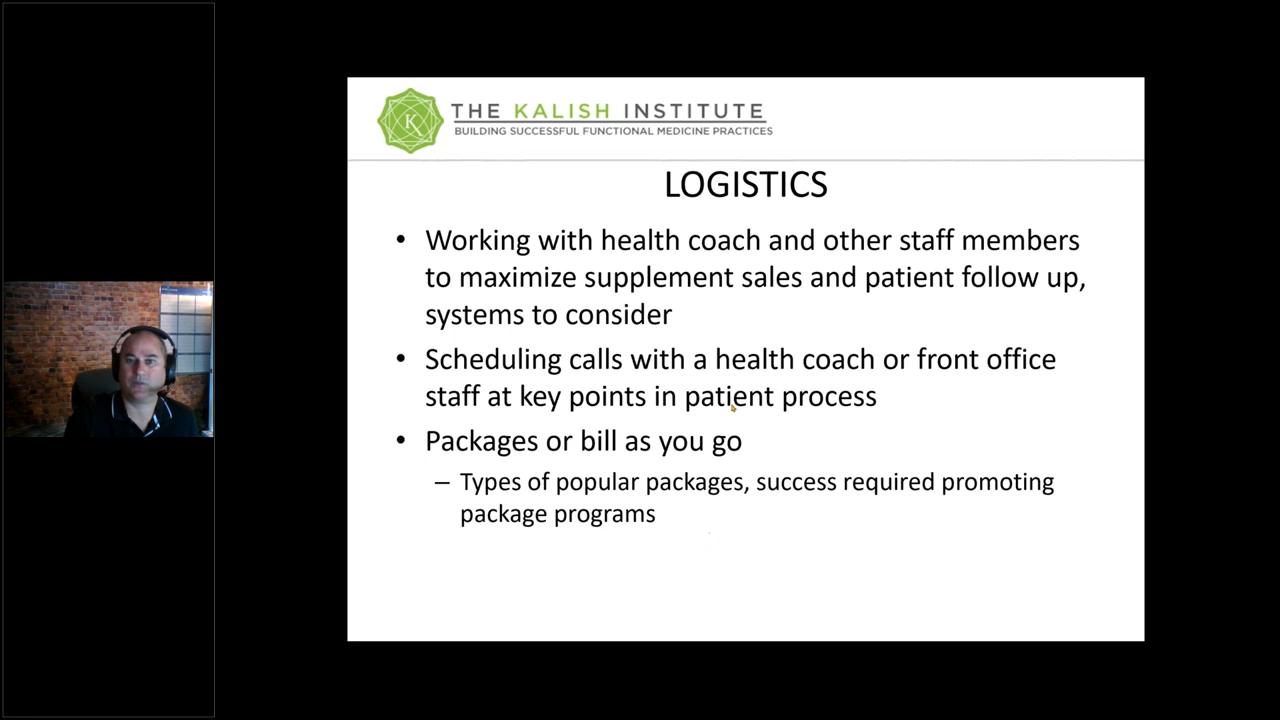 THE KALISH INSTITUTE
BUILDING SUCCESSFUL FUNCTIONAL MEDICINE PRACTICES
K
LOGISTICS
• Working with health coach and other staff members
to maximize supplement sales and patient follow up,
systems to consider
• Scheduling calls with a health coach or front office
staff at key points in patient process
• Packages or bill as you go
– Types of popular packages, success required promoting
package programs